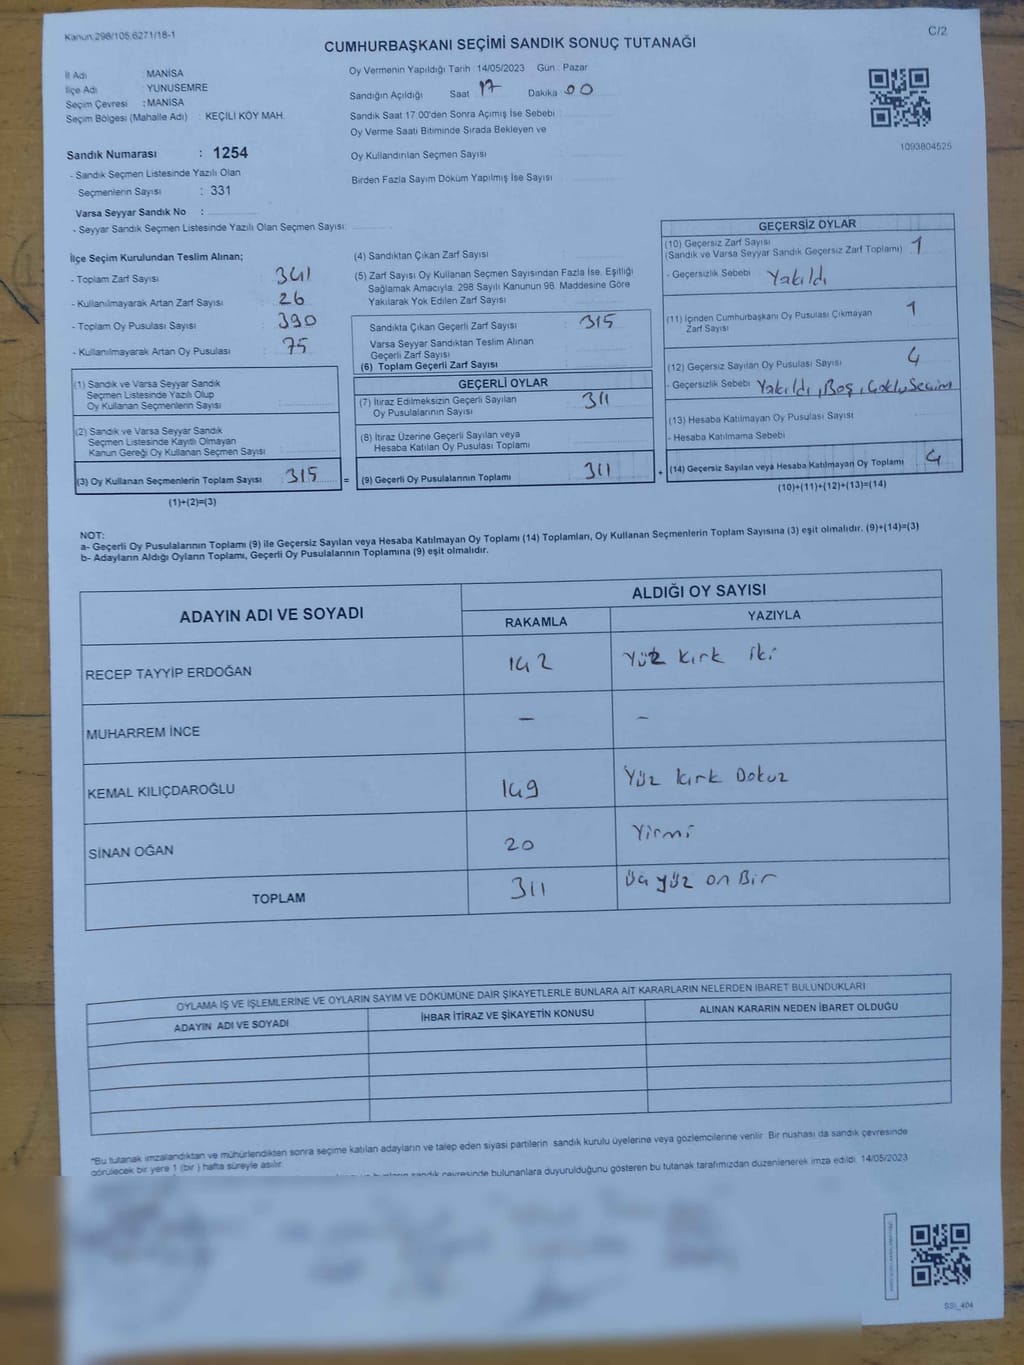 Kanun:298/105,6271/18-1
C/2
CUMHURBAŞKANI SEÇİMİ SANDIK SONUÇ TUTANAĞI
İl Adı MANİSA
İlçe Adı YUNUSEMRE
Seçim Çevresi : MANİSA
Seçim Bölgesi (Mahalle Adı) : KEÇİLİ KÖY MAH.
Sandık Numarası : 1254
- Sandık Seçmen Listesinde Yazılı Olan
Seçmenlerin Sayısı : 331
Varsa Seyyar Sandık No :
- Seyyar Sandık Seçmen Listesinde Yazılı Olan Seçmen Sayısı:
Oy Vermenin Yapıldığı Tarih : 14/05/2023 Gün : Pazar
Sandığın Açıldığı Saat 17 Dakika 00
Sandık Saat 17.00'den Sonra Açımış İse Sebebi :
Oy Verme Saati Bitiminde Sırada Bekleyen ve
Oy Kullandırılan Seçmen Sayısı :
Birden Fazla Sayım Döküm Yapılmış İse Sayısı :
1093804525
İlçe Seçim Kurulundan Teslim Alınan;
- Toplam Zarf Sayısı : 341
- Kullanılmayarak Artan Zarf Sayısı : 26
- Toplam Oy Pusulası Sayısı : 390
- Kullanılmayarak Artan Oy Pusulası : 75
(1) Sandık ve Varsa Seyyar Sandık
Seçmen Listesinde Yazılı Olup
Oy Kullanan Seçmenlerin Sayısı :
(2) Sandık ve Varsa Seyyar Sandık
Seçmen Listesinde Kayıtlı Olmayan
Kanun Gereği Oy Kullanan Seçmen Sayısı :
(3) Oy Kullanan Seçmenlerin Toplam Sayısı : 315 =
(1)+(2)=(3)
(4) Sandıktan Çıkan Zarf Sayısı :
(5) Zarf Sayısı Oy Kullanan Seçmen Sayısından Fazla İse, Eşitliği
Sağlamak Amacıyla, 298 Sayılı Kanunun 98. Maddesine Göre
Yakılarak Yok Edilen Zarf Sayısı :
Sandıkta Çıkan Geçerli Zarf Sayısı : 315
Varsa Seyyar Sandıktan Teslim Alınan
Geçerli Zarf Sayısı :
(6) Toplam Geçerli Zarf Sayısı :
GEÇERLİ OYLAR
(7) İtiraz Edilmeksizin Geçerli Sayılan
Oy Pusulalarının Sayısı : 311
(8) İtiraz Üzerine Geçerli Sayılan veya
Hesaba Katılan Oy Pusulası Toplamı :
(9) Geçerli Oy Pusulalarının Toplamı : 311 +
GEÇERSİZ OYLAR
(10) Geçersiz Zarf Sayısı
(Sandık ve Varsa Seyyar Sandık Geçersiz Zarf Toplamı) : 1
- Geçersizlik Sebebi : Yakıldı
(11) İçinden Cumhurbaşkanı Oy Pusulası Çıkmayan
Zarf Sayısı : 1
(12) Geçersiz Sayılan Oy Pusulası Sayısı : 4
- Geçersizlik Sebebi Yakıldı, Boş, Çoklu Seçim
(13) Hesaba Katılmayan Oy Pusulası Sayısı :
- Hesaba Katılmama Sebebi :
(14) Geçersiz Sayılan veya Hesaba Katılmayan Oy Toplamı : 4
(10)+(11)+(12)+(13)=(14)
NOT:
a- Geçerli Oy Pusulalarının Toplamı (9) ile Geçersiz Sayılan veya Hesaba Katılmayan Oy Toplamı (14) Toplamları, Oy Kullanan Seçmenlerin Toplam Sayısına (3) eşit olmalıdır. (9)+(14)=(3)
b- Adayların Aldığı Oyların Toplamı, Geçerli Oy Pusulalarının Toplamına (9) eşit olmalıdır.
ADAYIN ADI VE SOYADI ALDIĞI OY SAYISI
RAKAMLA YAZIYLA
RECEP TAYYİP ERDOĞAN 142 Yüz Kırk iki
MUHARREM İNCE - -
KEMAL KILIÇDAROĞLU 149 Yüz Kırk Dokuz
SİNAN OĞAN 20 Yirmi
TOPLAM 311 üç yüz on Bir
OYLAMA İŞ VE İŞLEMLERİNE VE OYLARIN SAYIM VE DÖKÜMÜNE DAİR ŞİKAYETLERLE BUNLARA AİT KARARLARIN NELERDEN İBARET BULUNDUKLARI
ADAYIN ADI VE SOYADI İHBAR İTİRAZ VE ŞİKAYETİN KONUSU ALINAN KARARIN NEDEN İBARET OLDUĞU
*Bu tutanak imzalandıktan ve mühürlendikten sonra seçime katılan adayların ve talep eden siyasi partilerin sandık kurulu üyelerine veya gözlemcilerine verilir. Bir nushası da sandık çevresinde
görülecek bir yere 1 (bir) hafta süreyle asılır.
sandık çevresinde bulunanlara duyurulduğunu gösteren bu tutanak tarafımızdan düzenlenerek imza edildi. 14/05/2023
SSI_404